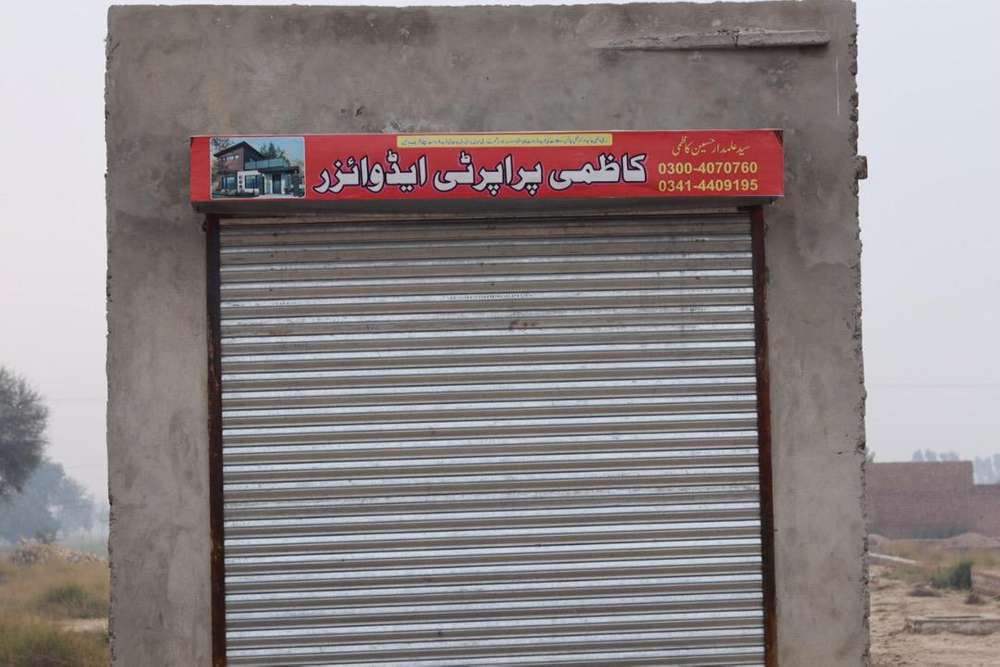 سید علمدار حسین کاظمی
کاظمی پراپرٹی ایڈوائزر
0300-4070760
0341-4409195